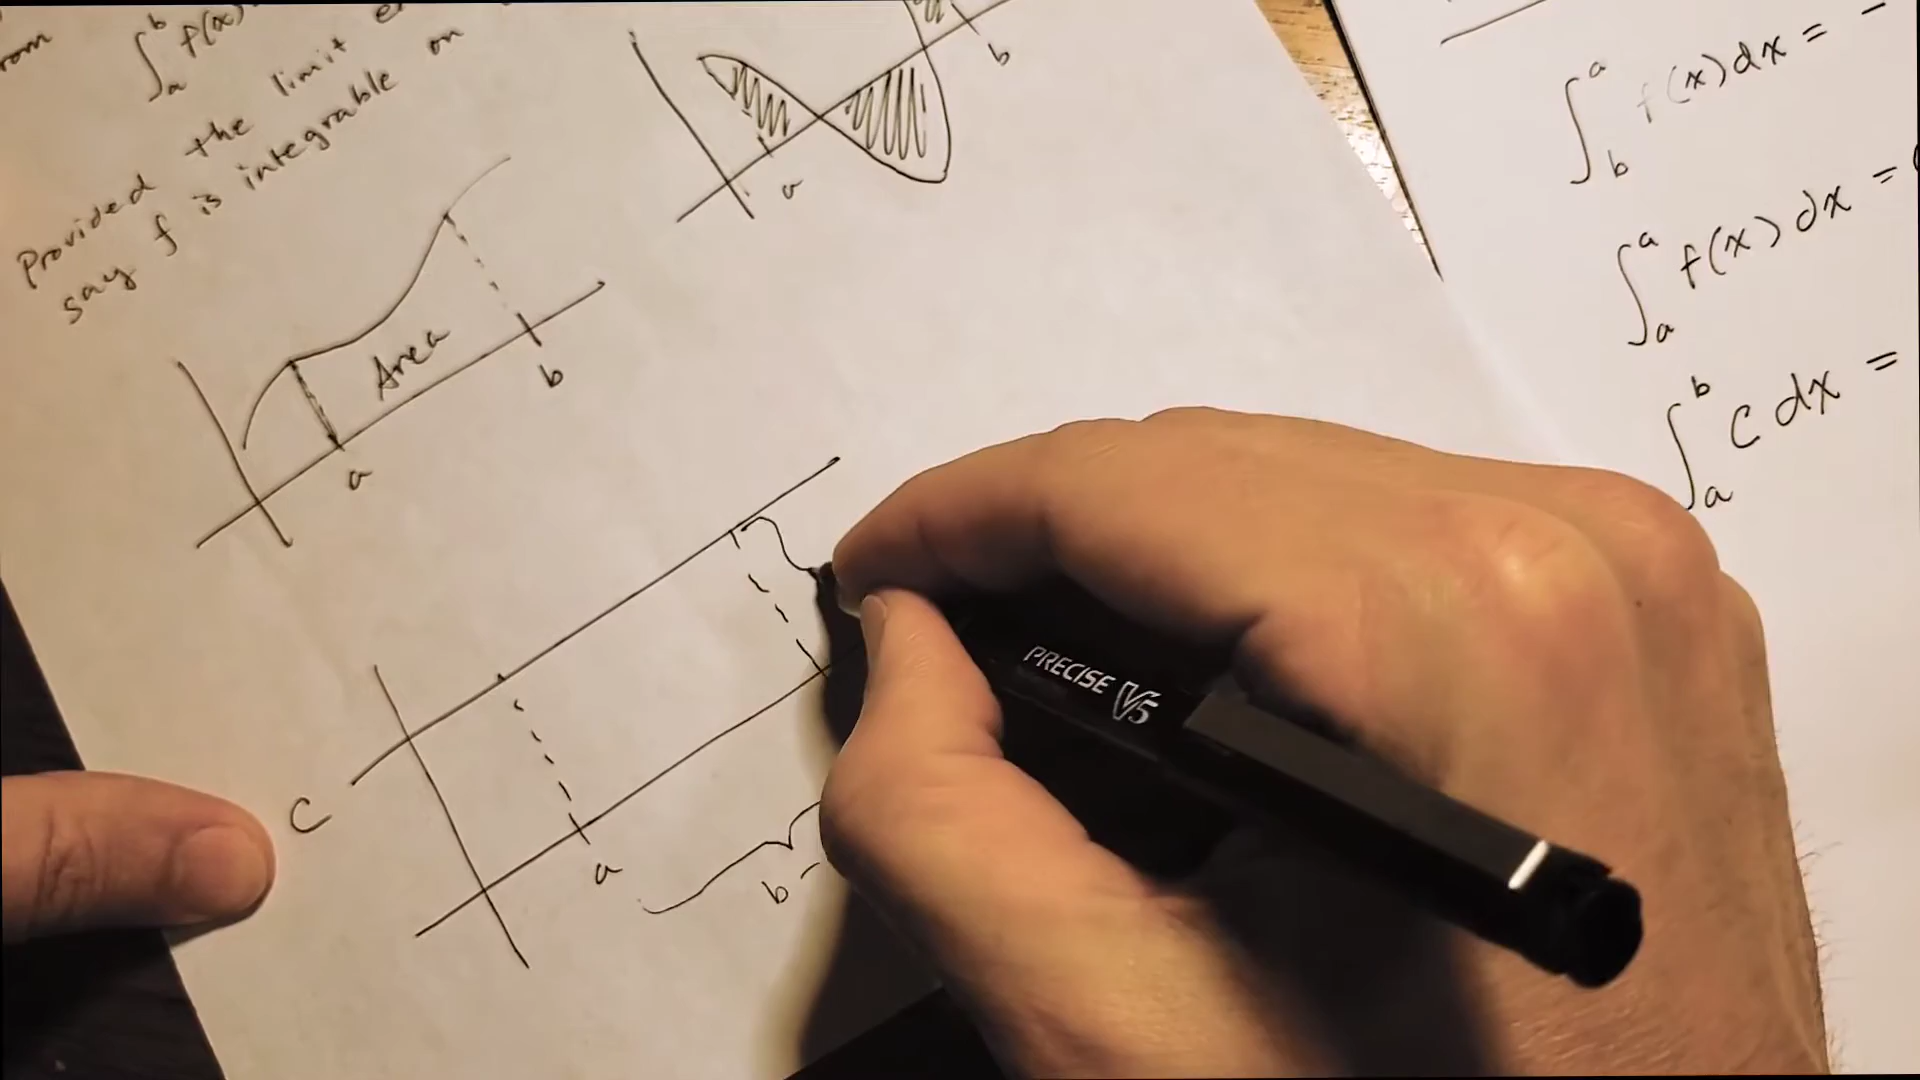 ∫_a^b f(x)
Provided the limit
say f is integrable on
Area
a
b
a
b
C
a
b -
PRECISE V5
∫_b^a f(x) dx = -
∫_a^a f(x) dx =
∫_a^b C dx =